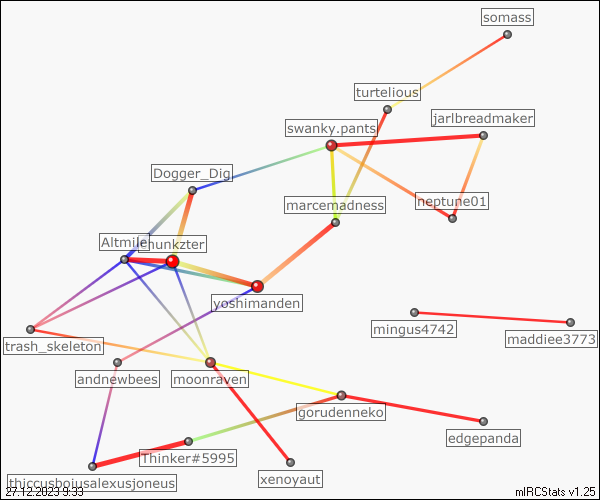 somass
turtelious
jarlbreadmaker
swanky.pants
Dogger_Dig
marcemadness
neptune01
Altmile
chunkzter
yoshimanden
mingus4742
maddiee3773
trash_skeleton
andnewbees
moonraven
gorudenneko
edgepanda
Thinker#5995
xenoyaut
thiccusboiusalexusjoneus
27.12.2023 9:33
mIRCStats v1.25